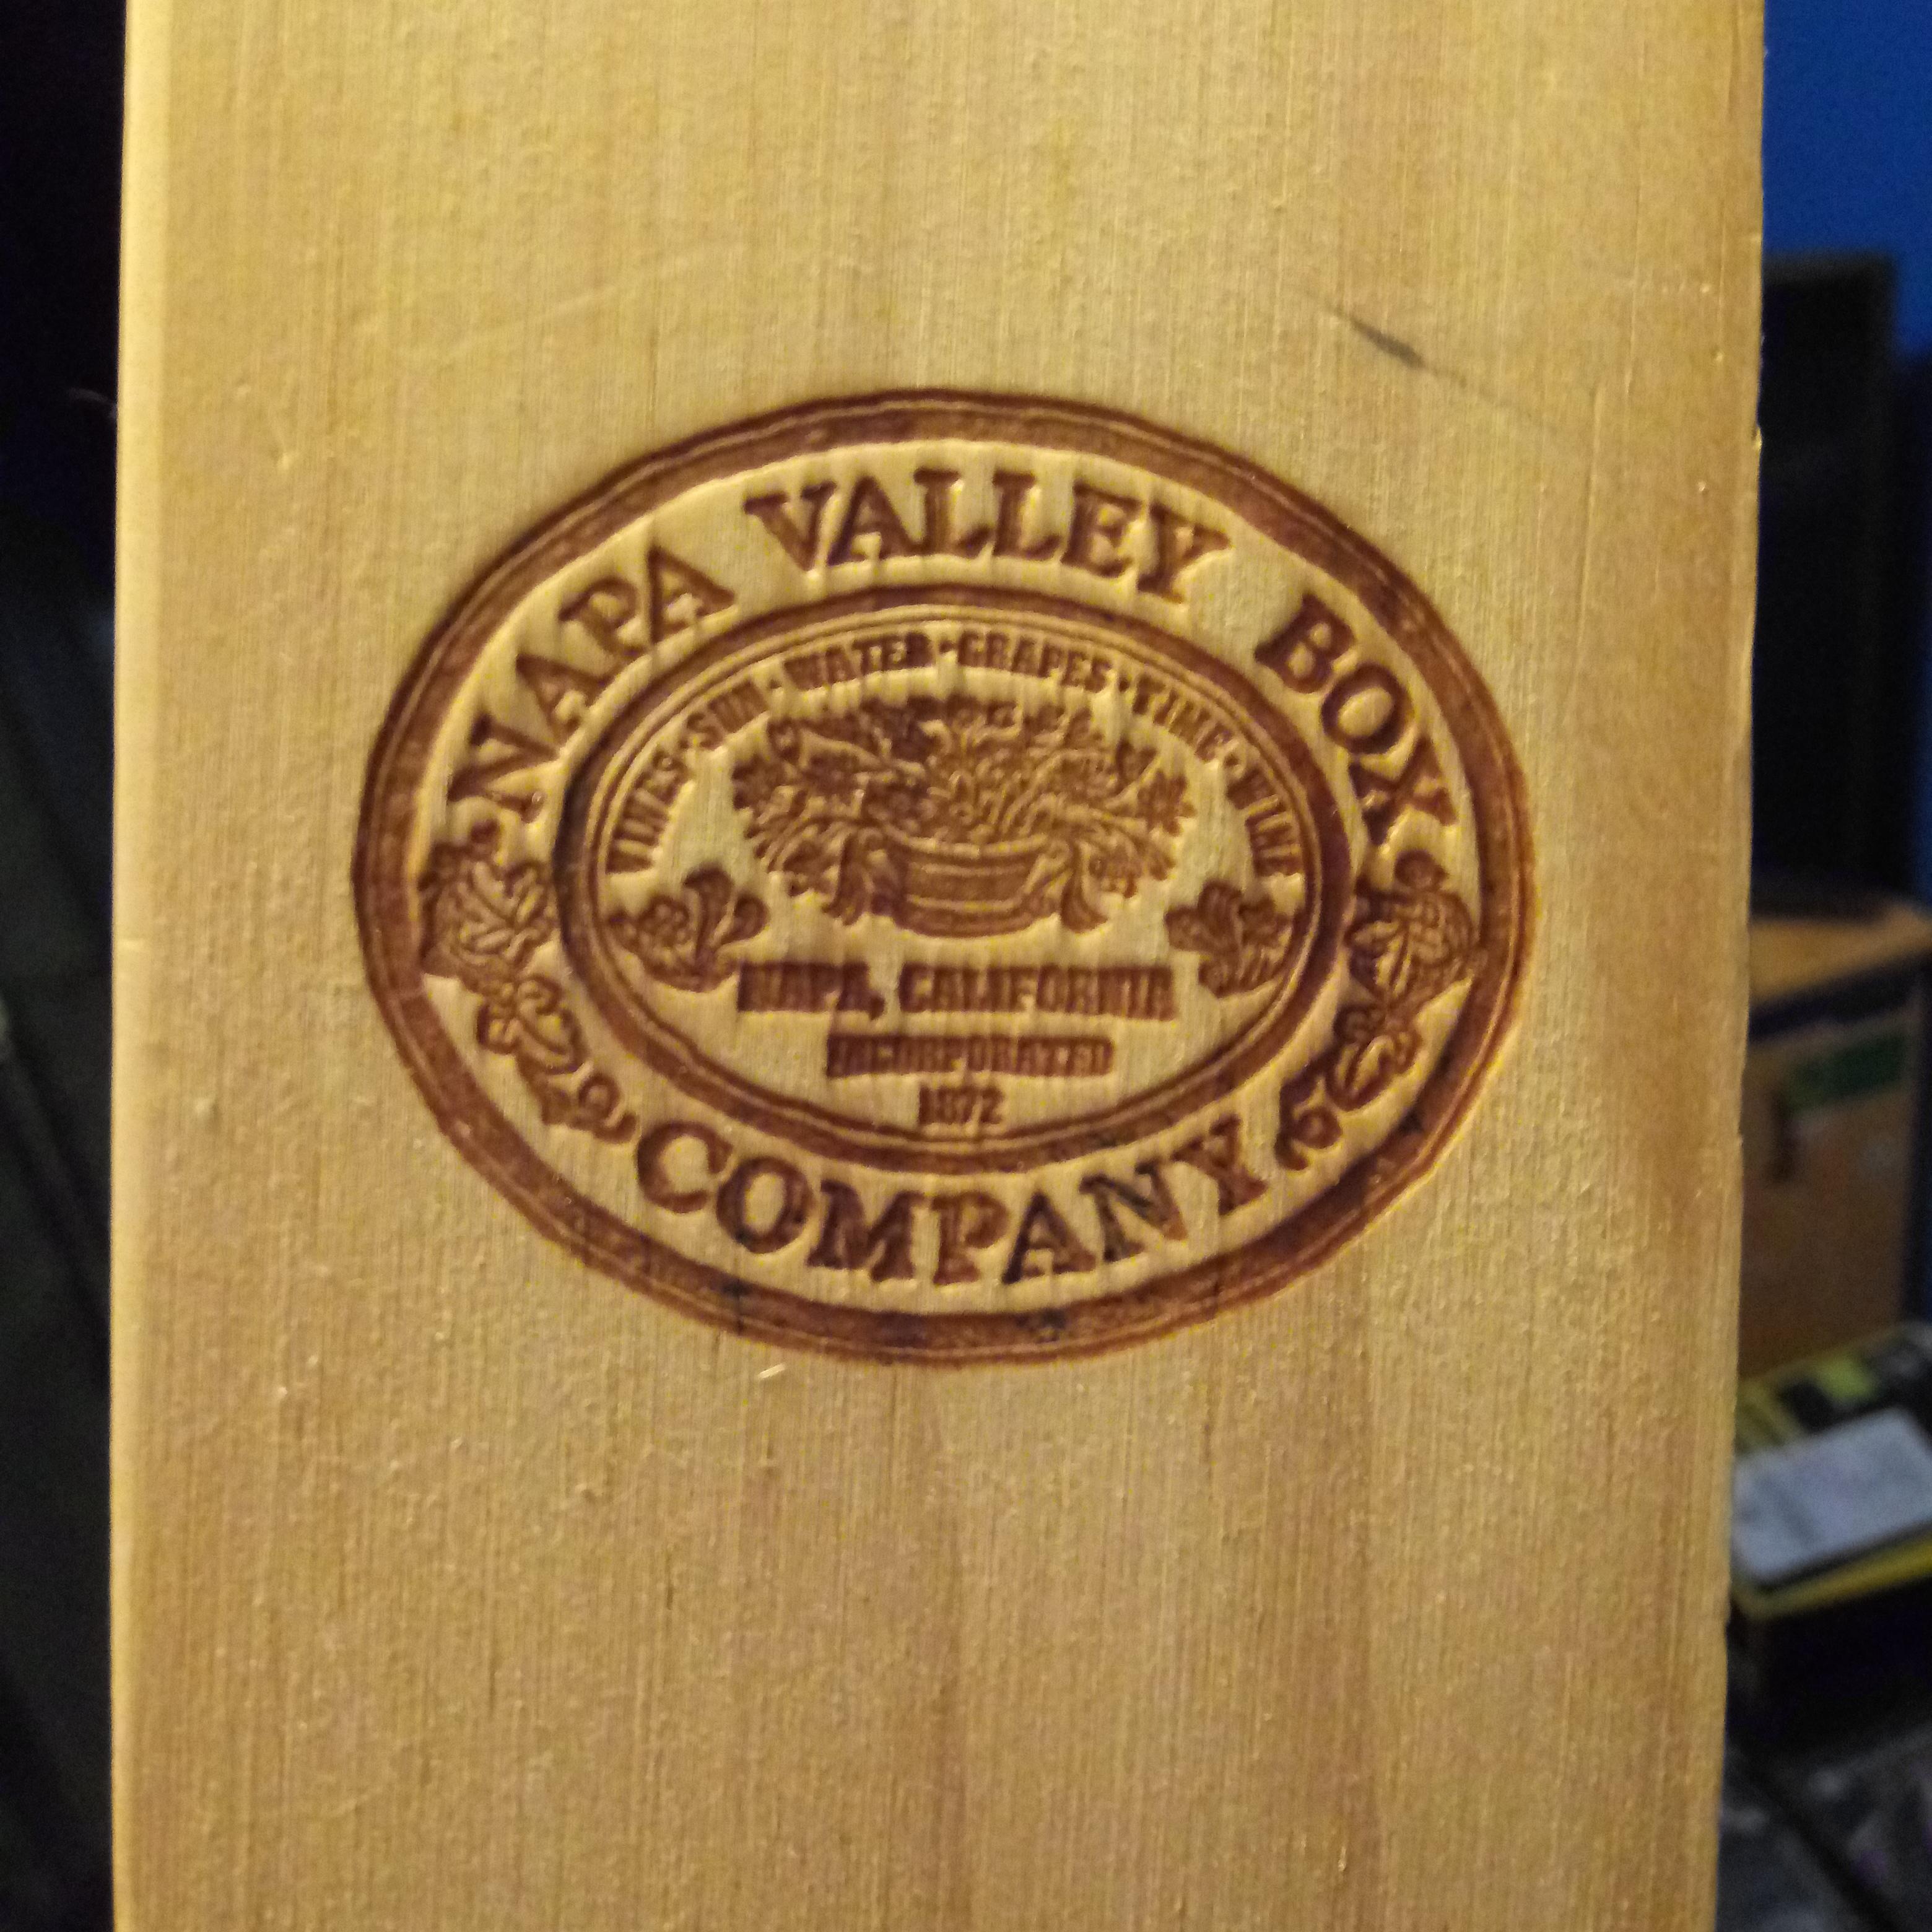 NAPA VALLEY BOX
VINES · SUN · WATER · GRAPES · TIME · WINE
NAPA, CALIFORNIA
INCORPORATED
1872
COMPANY